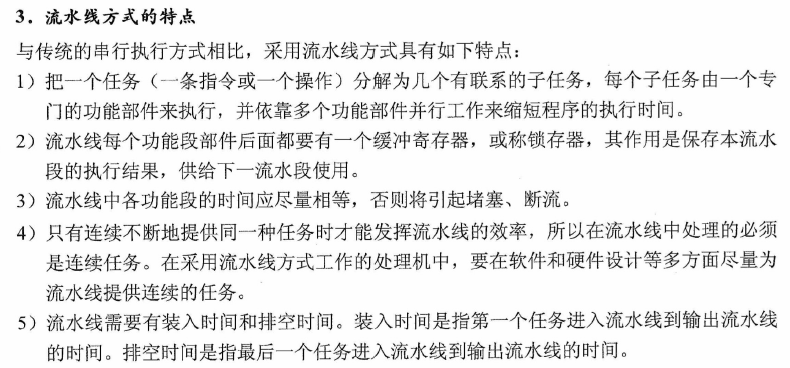 3．流水线方式的特点
与传统的串行执行方式相比，采用流水线方式具有如下特点：
1）把一个任务（一条指令或一个操作）分解为几个有联系的子任务，每个子任务由一个专
门的功能部件来执行，并依靠多个功能部件并行工作来缩短程序的执行时间。
2）流水线每个功能段部件后面都要有一个缓冲寄存器，或称锁存器，其作用是保存本流水
段的执行结果，供给下一流水段使用。
3）流水线中各功能段的时间应尽量相等，否则将引起堵塞、断流。
4）只有连续不断地提供同一种任务时才能发挥流水线的效率，所以在流水线中处理的必须
是连续任务。在采用流水线方式工作的处理机中，要在软件和硬件设计等多方面尽量为
流水线提供连续的任务。
5）流水线需要有装入时间和排空时间。装入时间是指第一个任务进入流水线到输出流水线
的时间。排空时间是指最后一个任务进入流水线到输出流水线的时间。